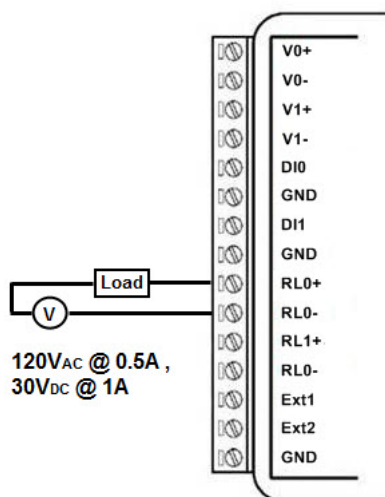 V0+
V0-
V1+
V1-
DI0
GND
DI1
GND
RL0+
RL0-
RL1+
RL0-
Ext1
Ext2
GND
Load
V
120VAC @ 0.5A ,
30VDC @ 1A